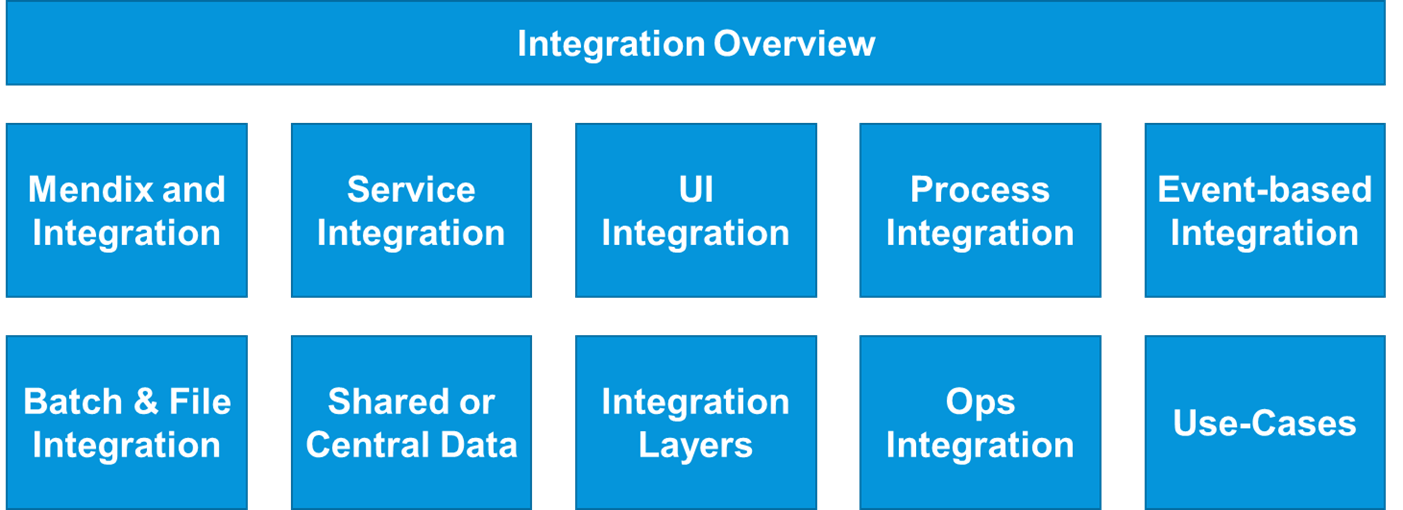 Integration Overview
Mendix and
Integration
Service
Integration
UI
Integration
Process
Integration
Event-based
Integration
Batch & File
Integration
Shared or
Central Data
Integration
Layers
Ops
Integration
Use-Cases